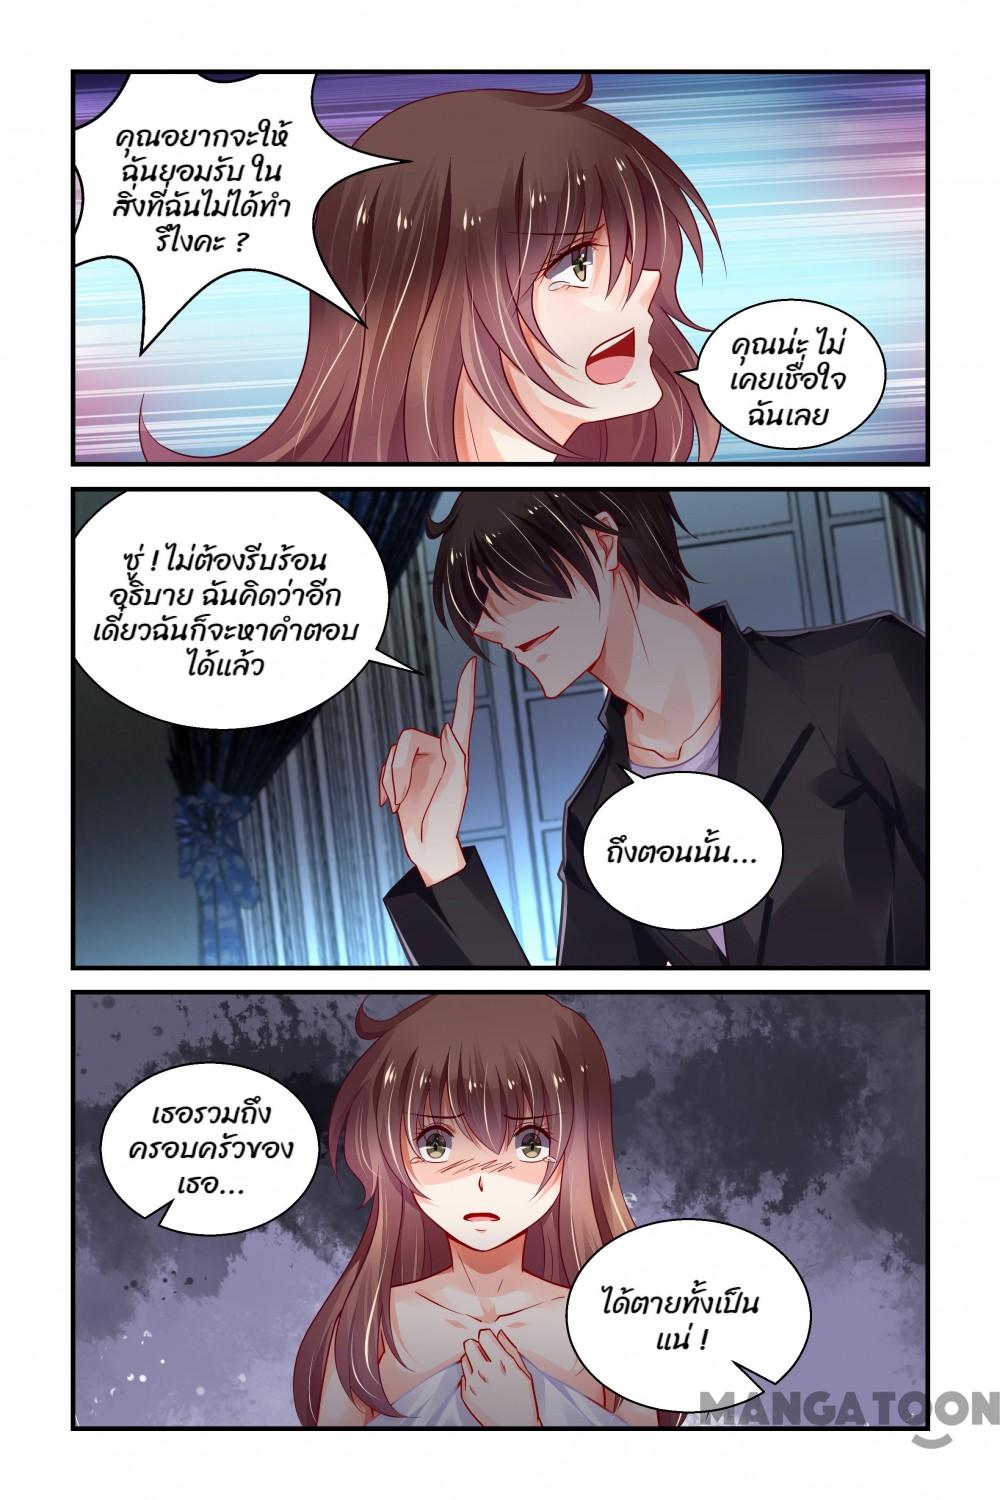 คุณอยากจะให้
ฉันยอมรับ ใน
สิ่งที่ฉันไม่ได้ทำ
รึไงคะ ?
คุณน่ะ ไม่
เคยเชื่อใจ
ฉันเลย
ชู่ ! ไม่ต้องรีบร้อน
อธิบาย ฉันคิดว่าอีก
เดี๋ยวฉันก็จะหาคำตอบ
ได้แล้ว
ถึงตอนนั้น...
เธอรวมถึง
ครอบครัวของ
เธอ...
ได้ตายทั้งเป็น
แน่ !
MANGATOON